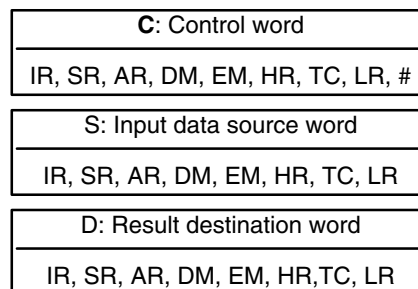 C: Control word
IR, SR, AR, DM, EM, HR, TC, LR, #
S: Input data source word
IR, SR, AR, DM, EM, HR, TC, LR
D: Result destination word
IR, SR, AR, DM, EM, HR,TC, LR